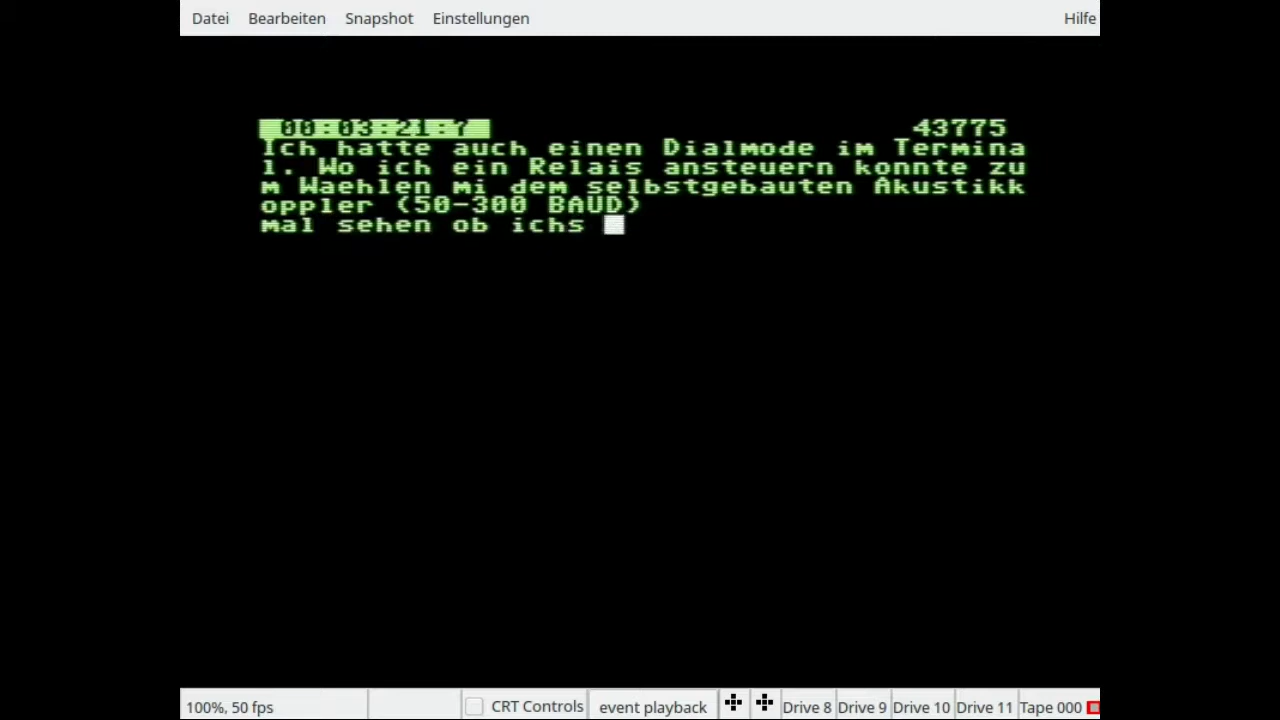 Datei Bearbeiten Snapshot Einstellungen Hilfe
00:03:21:? 43775
Ich hatte auch einen Dialmode im Termina
l. Wo ich ein Relais ansteuern konnte zu
m Waehlen mi dem selbstgebauten Akustikk
oppler (50-300 BAUD)
mal sehen ob ichs
100%, 50 fps CRT Controls event playback Drive 8 Drive 9 Drive 10 Drive 11 Tape 000